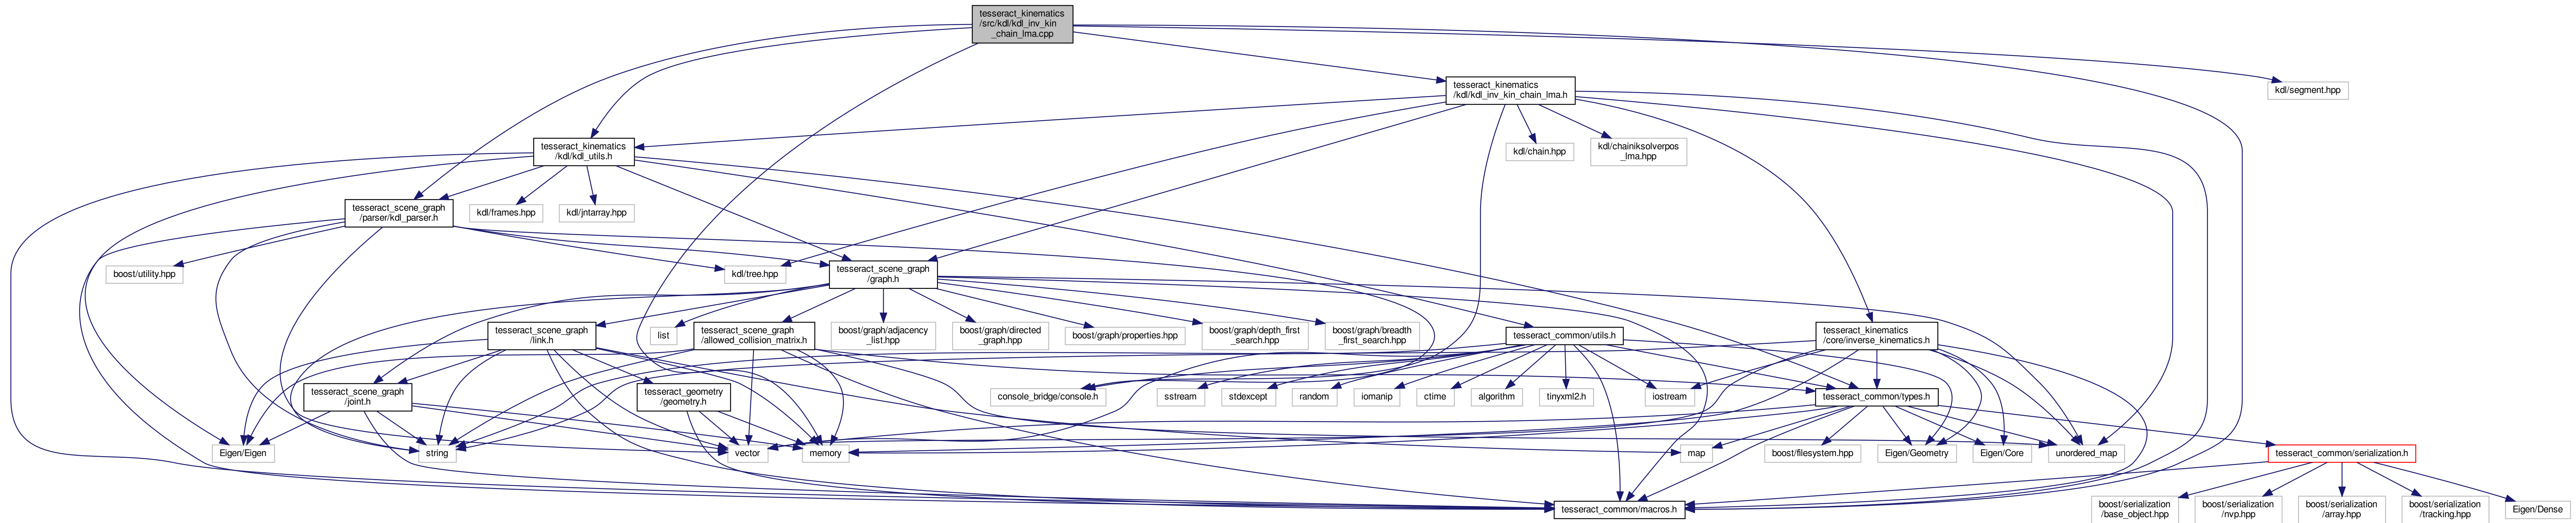 tesseract_kinematics
/src/kdl/kdl_inv_kin
_chain_lma.cpp
tesseract_kinematics
/kdl/kdl_inv_kin_chain_lma.h
kdl/segment.hpp
tesseract_kinematics
/kdl/kdl_utils.h
kdl/chain.hpp
kdl/chainiksolverpos
_lma.hpp
tesseract_scene_graph
/parser/kdl_parser.h
kdl/frames.hpp
kdl/jntarray.hpp
boost/utility.hpp
kdl/tree.hpp
tesseract_scene_graph
/graph.h
tesseract_scene_graph
/link.h
list
tesseract_scene_graph
/allowed_collision_matrix.h
boost/graph/adjacency
_list.hpp
boost/graph/directed
_graph.hpp
boost/graph/properties.hpp
boost/graph/depth_first
_search.hpp
boost/graph/breadth
_first_search.hpp
tesseract_common/utils.h
tesseract_kinematics
/core/inverse_kinematics.h
tesseract_scene_graph
/joint.h
tesseract_geometry
/geometry.h
console_bridge/console.h
sstream
stdexcept
random
iomanip
ctime
algorithm
tinyxml2.h
iostream
tesseract_common/types.h
Eigen/Eigen
string
vector
memory
map
boost/filesystem.hpp
Eigen/Geometry
Eigen/Core
unordered_map
tesseract_common/serialization.h
tesseract_common/macros.h
boost/serialization
/base_object.hpp
boost/serialization
/nvp.hpp
boost/serialization
/array.hpp
boost/serialization
/tracking.hpp
Eigen/Dense